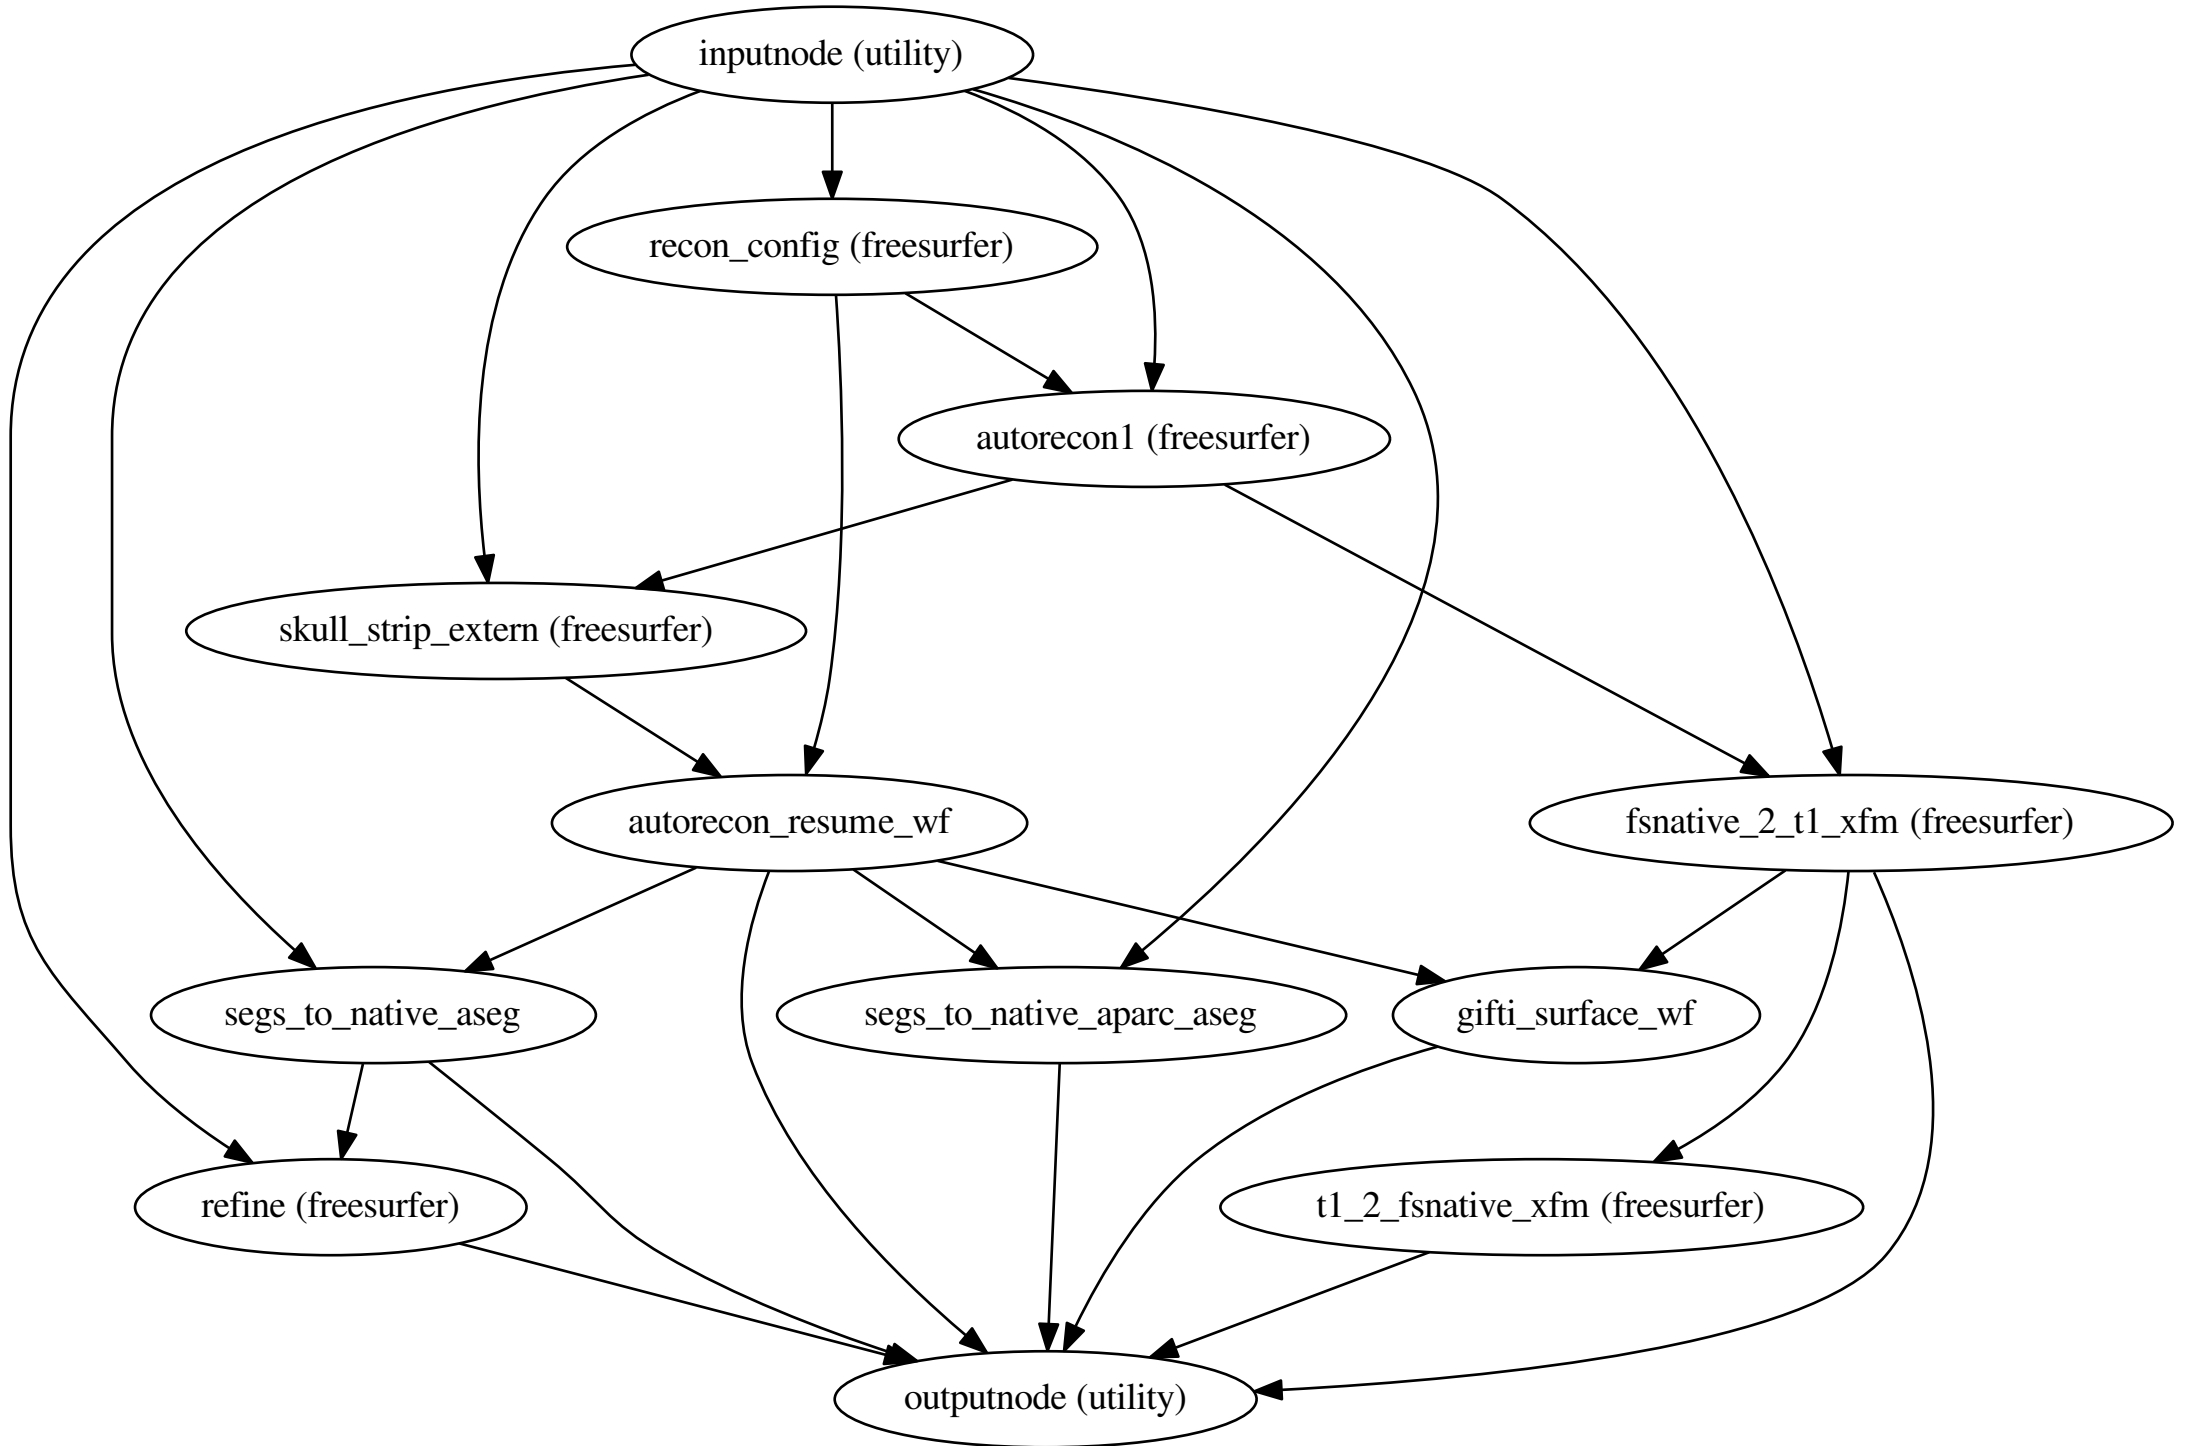 inputnode (utility)
recon_config (freesurfer)
autorecon1 (freesurfer)
skull_strip_extern (freesurfer)
autorecon_resume_wf
fsnative_2_t1_xfm (freesurfer)
segs_to_native_aseg
segs_to_native_aparc_aseg
gifti_surface_wf
refine (freesurfer)
t1_2_fsnative_xfm (freesurfer)
outputnode (utility)